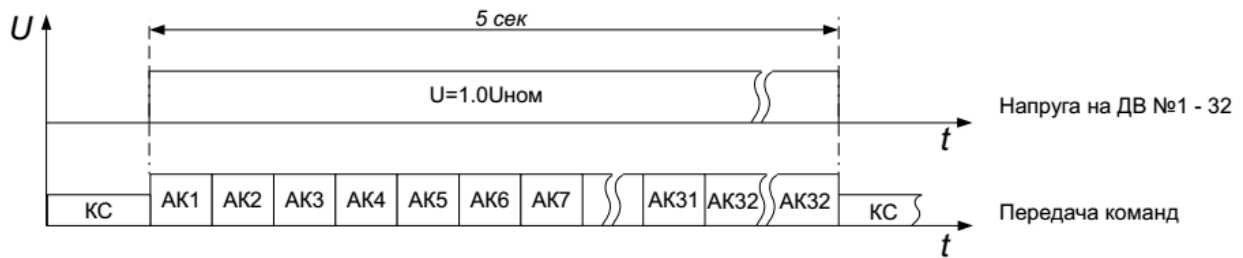 5 сек
U
U=1.0Uном
Напруга на ДВ №1 - 32
t
КС АК1 АК2 АК3 АК4 АК5 АК6 АК7 АК31 АК32 АК32 КС
Передача команд
t